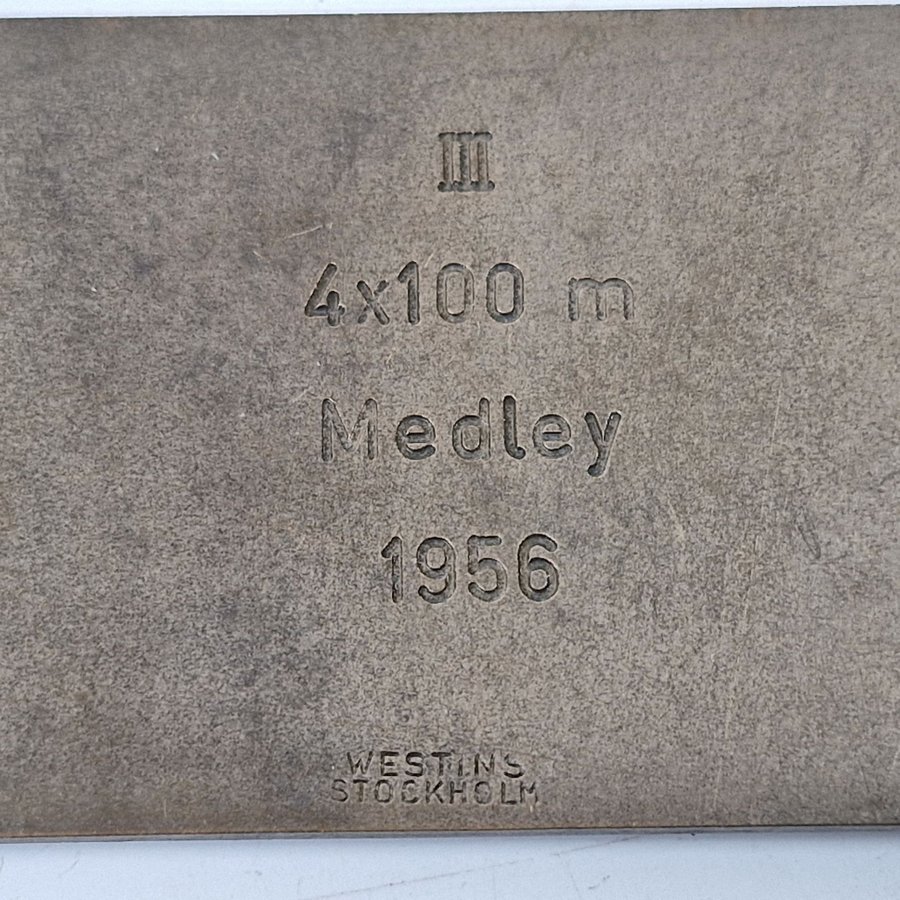 III
4x100 m
Medley
1956
WESTINS
STOCKHOLM